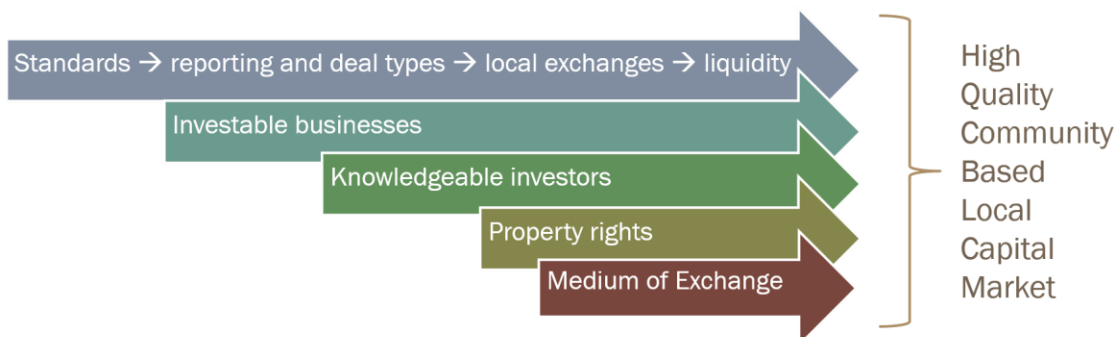 Standards → reporting and deal types → local exchanges → liquidity
Investable businesses
Knowledgeable investors
Property rights
Medium of Exchange
High
Quality
Community
Based
Local
Capital
Market